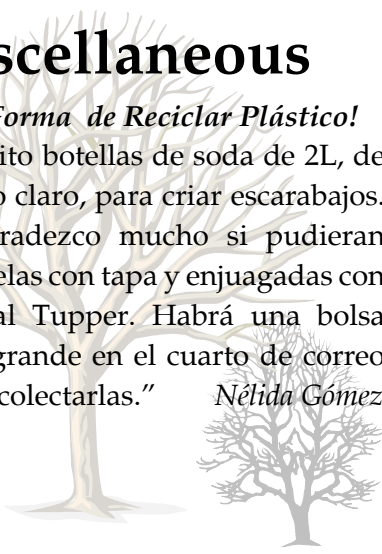 scellaneous
Forma de Reciclar Plástico!
ito botellas de soda de 2L, de
o claro, para criar escarabajos.
radezco mucho si pudieran
elas con tapa y enjuagadas con
al Tupper. Habrá una bolsa
grande en el cuarto de correo
colectarlas.” Nélida Gómez